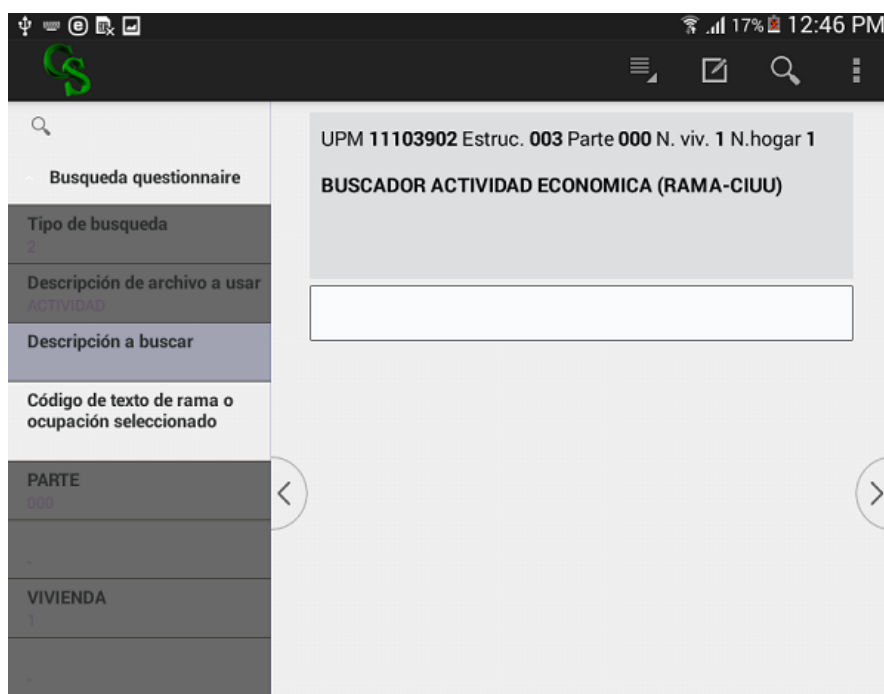 17% 12:46 PM
CS
UPM 11103902 Estruc. 003 Parte 000 N. viv. 1 N.hogar 1
BUSCADOR ACTIVIDAD ECONOMICA (RAMA-CIUU)
Busqueda questionnaire
Tipo de busqueda
2
Descripción de archivo a usar
ACTIVIDAD
Descripción a buscar
Código de texto de rama o
ocupación seleccionado
PARTE
000
-
VIVIENDA
1
-